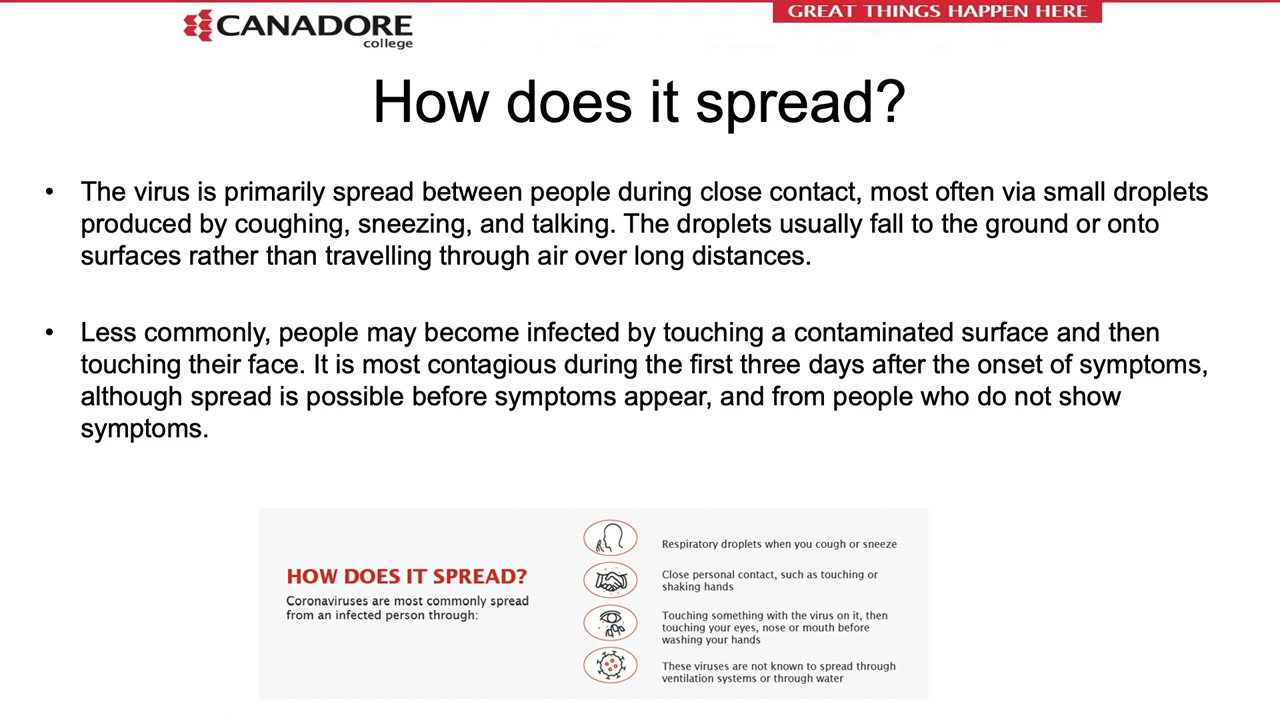 CANADORE
college
GREAT THINGS HAPPEN HERE
How does it spread?
• The virus is primarily spread between people during close contact, most often via small droplets
produced by coughing, sneezing, and talking. The droplets usually fall to the ground or onto
surfaces rather than travelling through air over long distances.
• Less commonly, people may become infected by touching a contaminated surface and then
touching their face. It is most contagious during the first three days after the onset of symptoms,
although spread is possible before symptoms appear, and from people who do not show
symptoms.
HOW DOES IT SPREAD?
Coronaviruses are most commonly spread
from an infected person through:
Respiratory droplets when you cough or sneeze
Close personal contact, such as touching or
shaking hands
Touching something with the virus on it, then
touching your eyes, nose or mouth before
washing your hands
These viruses are not known to spread through
ventilation systems or through water